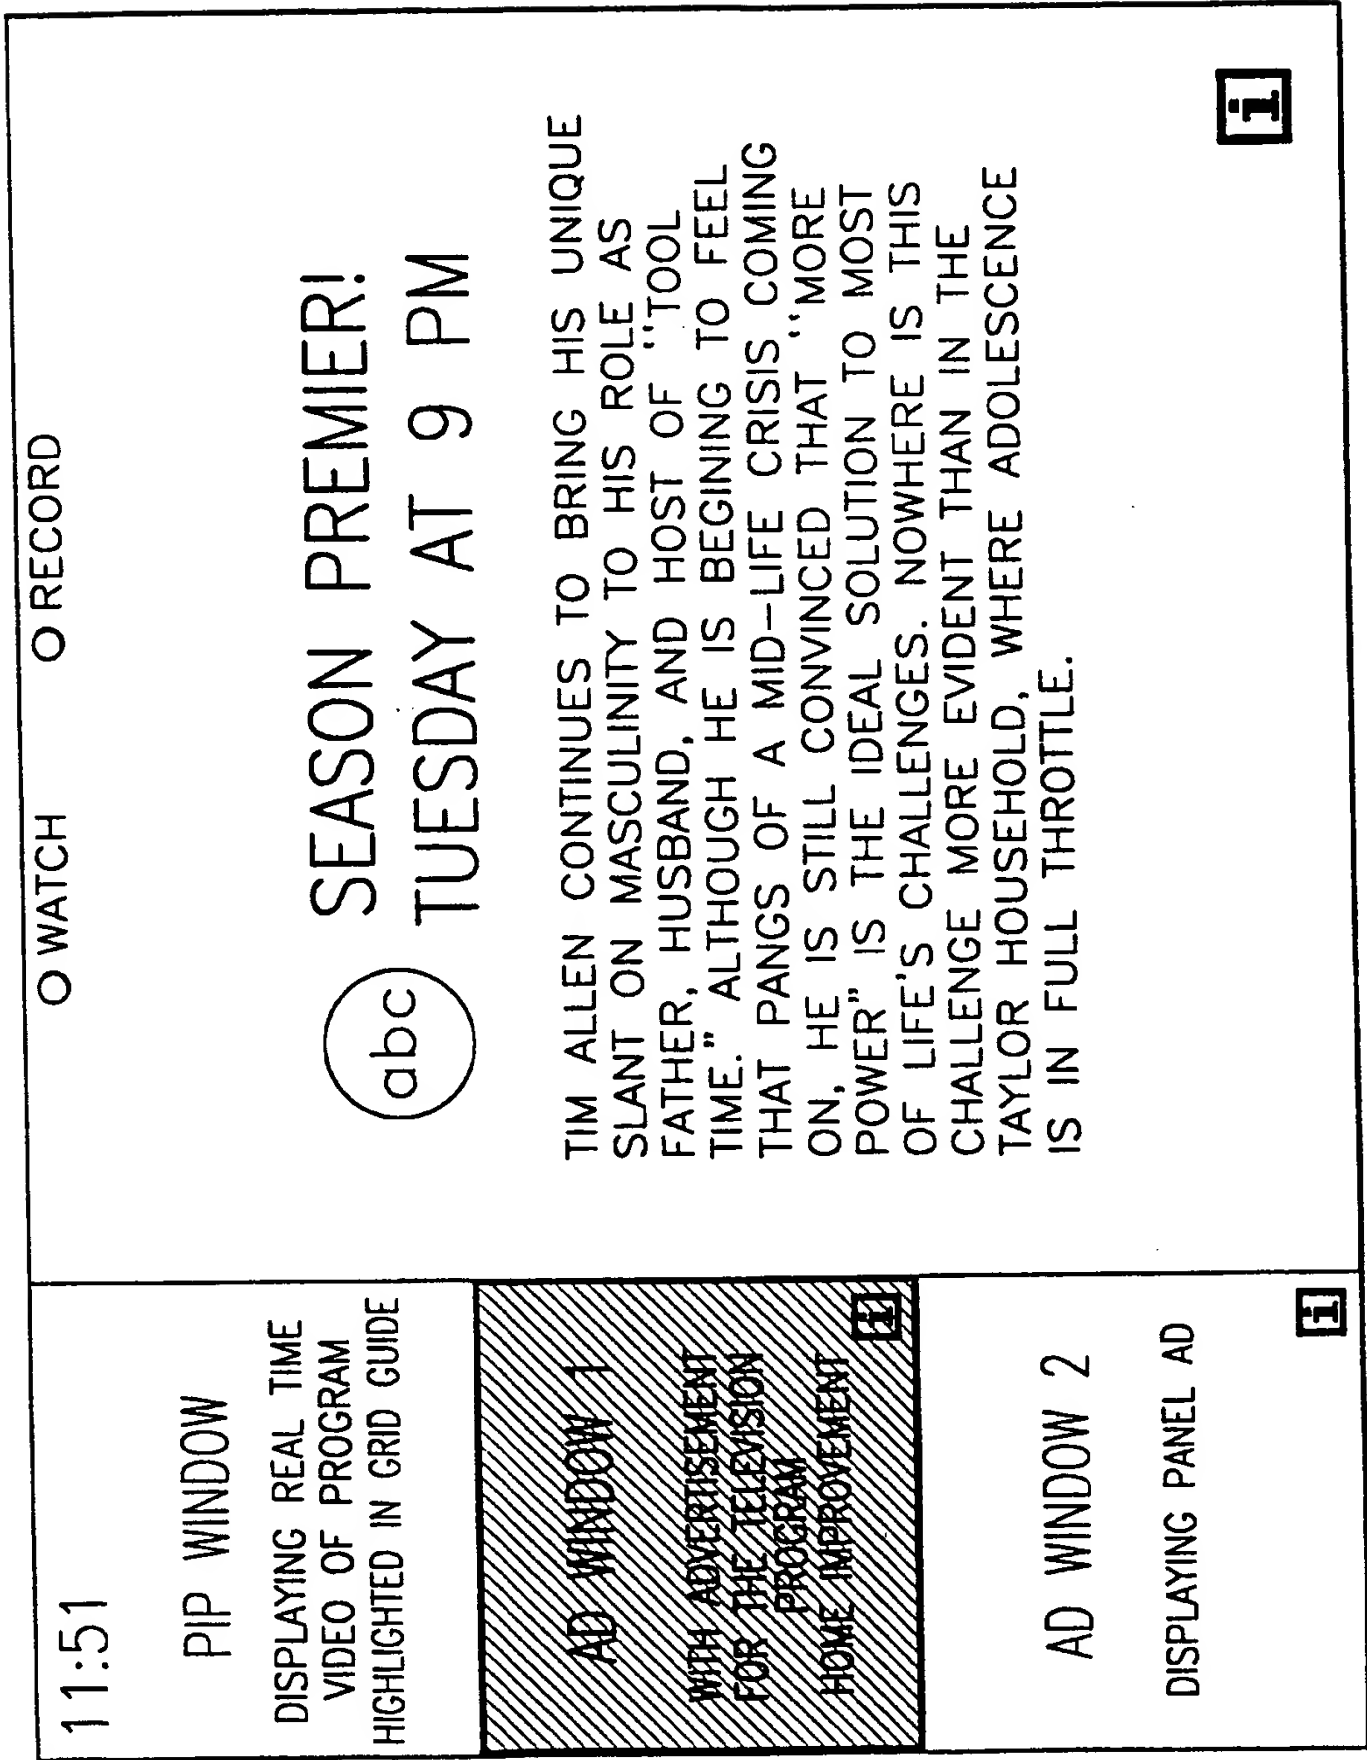 11:51
PIP WINDOW
DISPLAYING REAL TIME
VIDEO OF PROGRAM
HIGHLIGHTED IN GRID GUIDE
AD WINDOW 1
WITH ADVERTISEMENT
FOR THE TELEVISION
PROGRAM
HOME IMPROVEMENT
i
AD WINDOW 2
DISPLAYING PANEL AD
i
O WATCH
O RECORD
abc
SEASON PREMIER!
TUESDAY AT 9 PM
TIM ALLEN CONTINUES TO BRING HIS UNIQUE
SLANT ON MASCULINITY TO HIS ROLE AS
FATHER, HUSBAND, AND HOST OF "TOOL
TIME." ALTHOUGH HE IS BEGINING TO FEEL
THAT PANGS OF A MID-LIFE CRISIS COMING
ON, HE IS STILL CONVINCED THAT "MORE
POWER" IS THE IDEAL SOLUTION TO MOST
OF LIFE'S CHALLENGES. NOWHERE IS THIS
CHALLENGE MORE EVIDENT THAN IN THE
TAYLOR HOUSEHOLD, WHERE ADOLESCENCE
IS IN FULL THROTTLE.
i